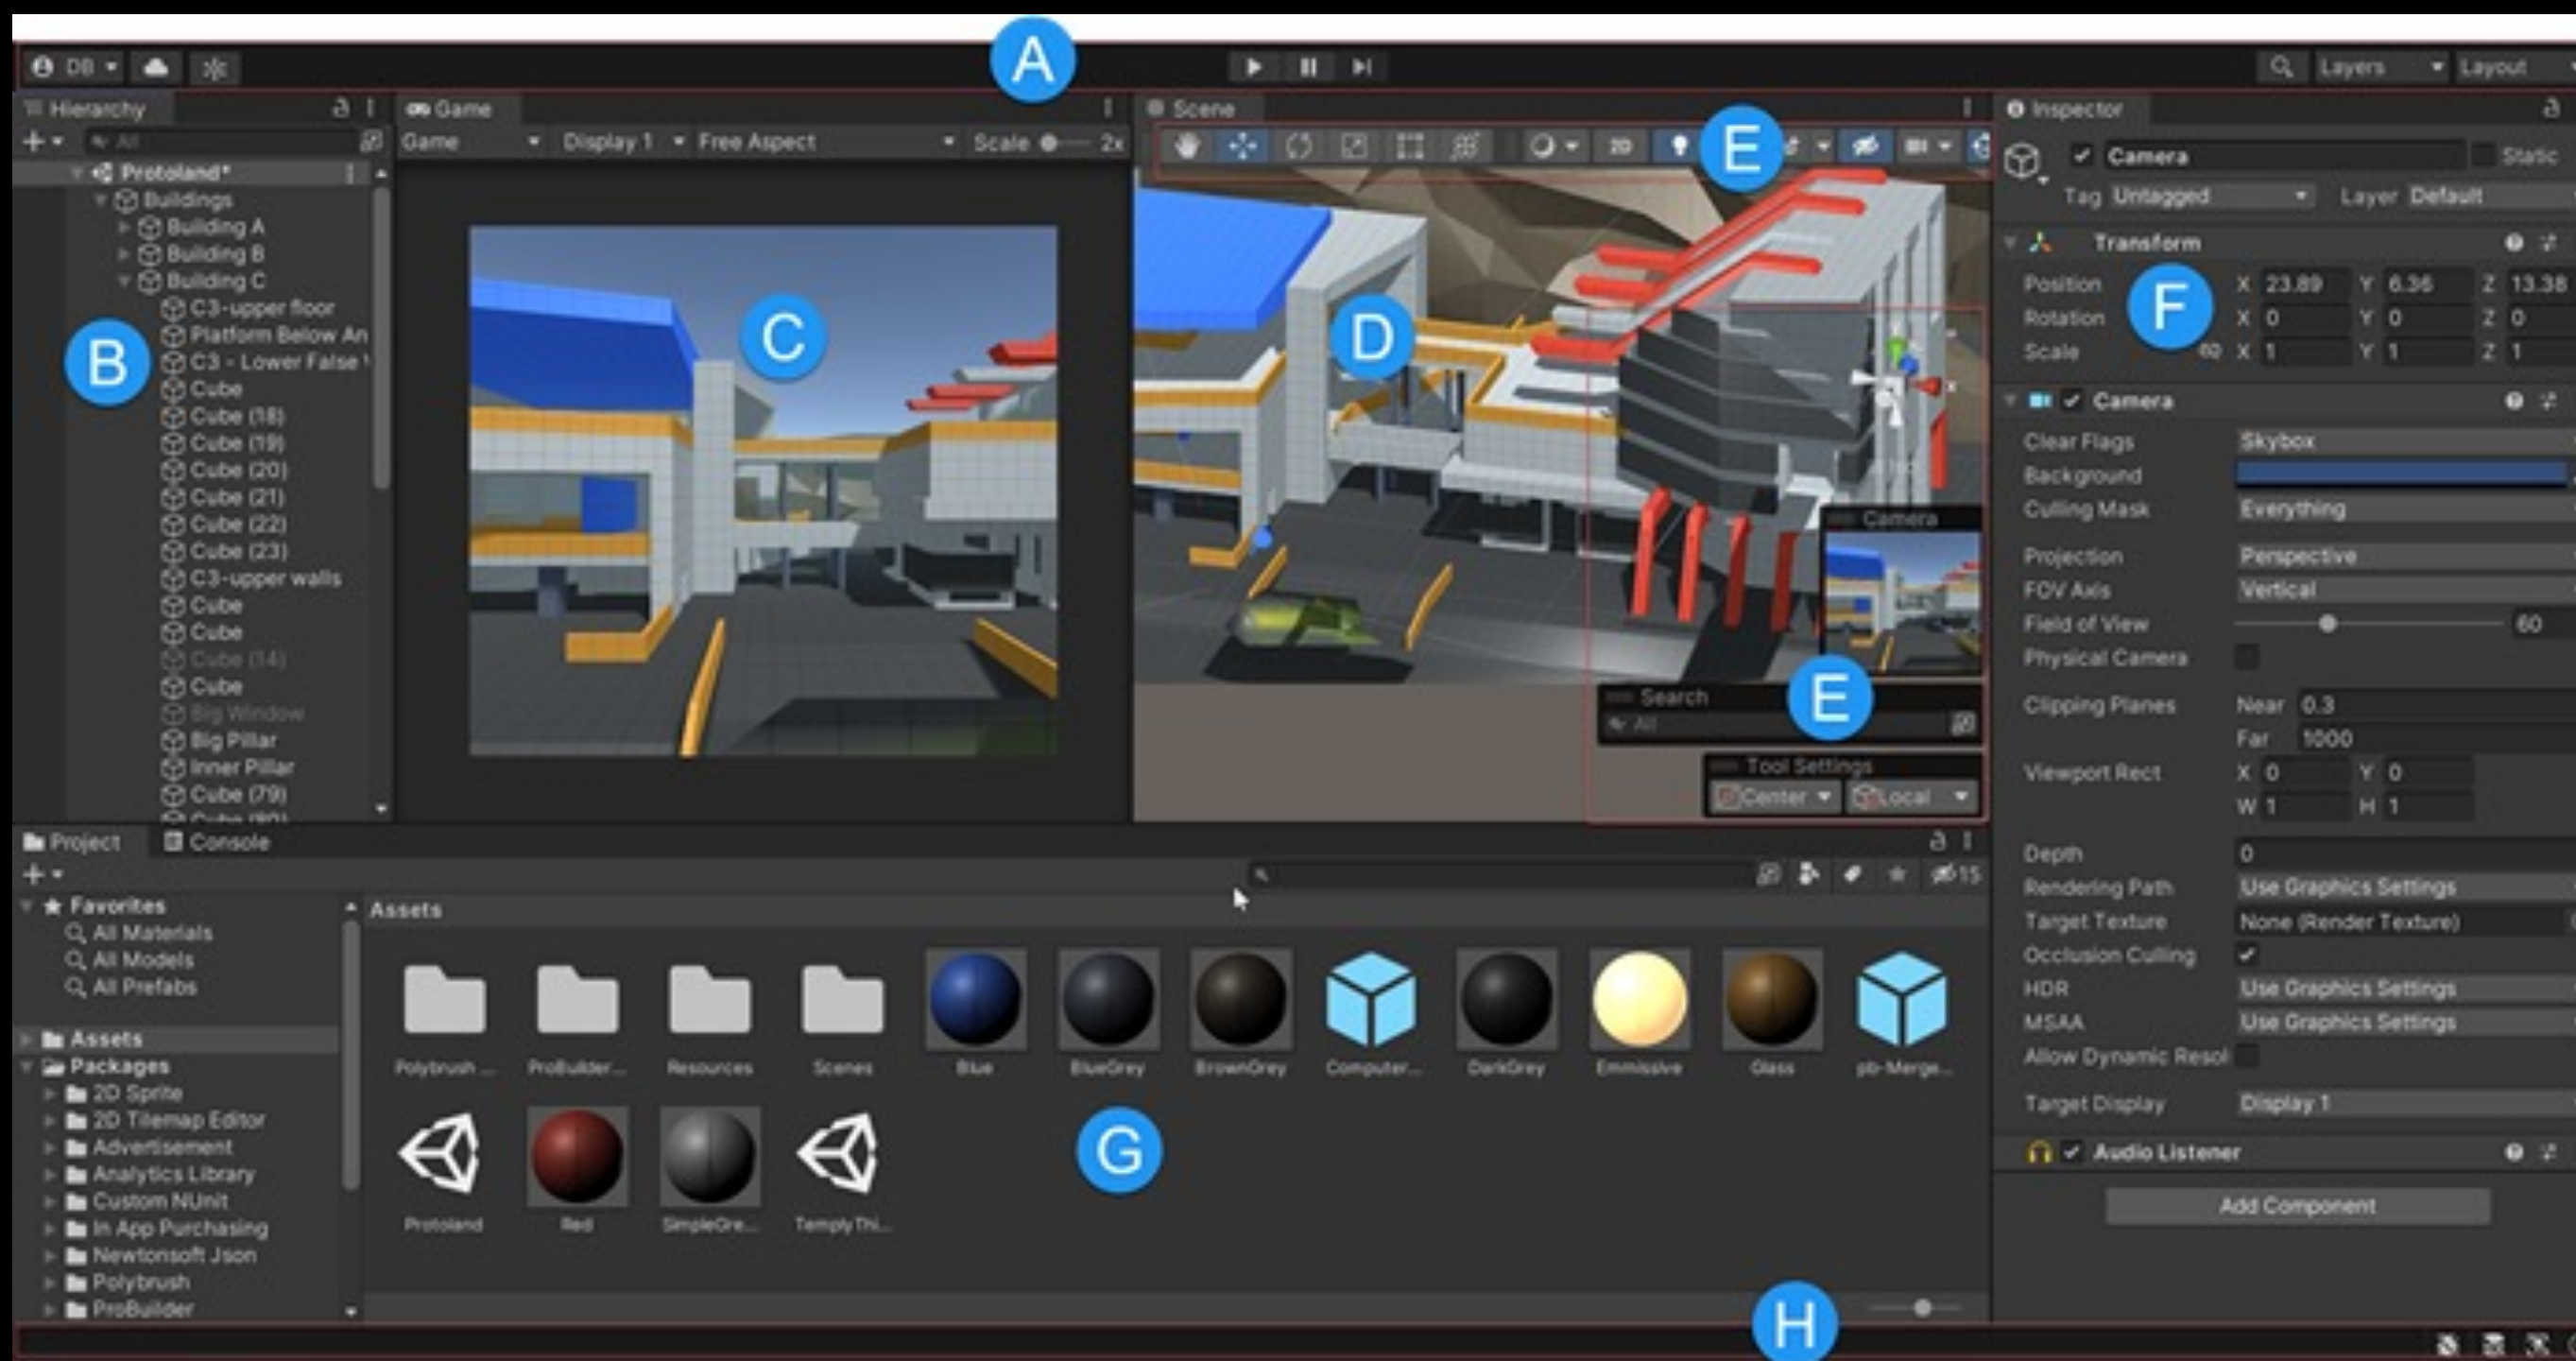 A
DB
Layers
Layout
Hierarchy
All
Protoland*
Buildings
Building A
Building B
Building C
C3-upper floor
Platform Below An
C3 - Lower False
Cube
Cube (18)
Cube (19)
Cube (20)
Cube (21)
Cube (22)
Cube (23)
C3-upper walls
Cube
Cube
Cube (14)
Cube
Big Window
Big Pillar
Inner Pillar
Cube (79)
Cube (80)
B
Game
Game Display 1 Free Aspect Scale 2x
C
Scene
2D
E
D
Camera
E
Search
All
Tool Settings
Center Local
Inspector
Camera Static
Tag Untagged Layer Default
Transform
Position X 23.89 Y 6.36 Z 13.38
Rotation X 0 Y 0 Z 0
Scale X 1 Y 1 Z 1
F
Camera
Clear Flags Skybox
Background
Culling Mask Everything
Projection Perspective
FOV Axis Vertical
Field of View 60
Physical Camera
Clipping Planes Near 0.3
Far 1000
Viewport Rect X 0 Y 0
W 1 H 1
Depth 0
Rendering Path Use Graphics Settings
Target Texture None (Render Texture)
Occlusion Culling
HDR Use Graphics Settings
MSAA Use Graphics Settings
Allow Dynamic Resol
Target Display Display 1
Audio Listener
Add Component
Project Console
15
Favorites
All Materials
All Models
All Prefabs
Assets
Packages
2D Sprite
2D Tilemap Editor
Advertisement
Analytics Library
Custom NUnit
In App Purchasing
Newtonsoft Json
Polybrush
ProBuilder
Assets
Polybrush ... ProBuilder... Resources Scenes Blue BlueGrey BrownGrey Computer... DarkGrey Emmissive Glass pb-Merge...
G
Protoland Red SimpleGre... TemplyThi...
H